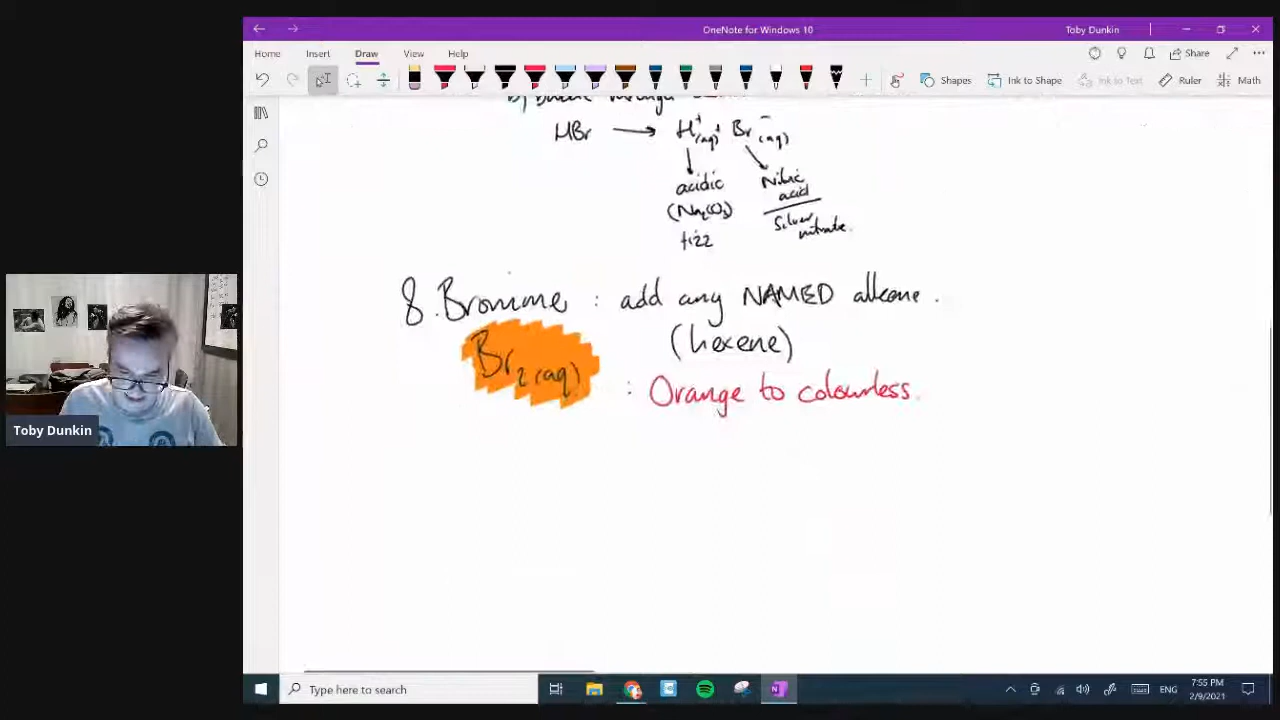 OneNote for Windows 10
Toby Dunkin
Home Insert Draw View Help
Share
Shapes Ink to Shape Ink to Text Ruler Math
b) through
HBr → H+(aq) + Br−(aq)
acidic Nitric
acid
(Na2CO3) Silver
nitrate.
fizz
8. Bromine : add any NAMED alkene.
Br2(aq) (hexene)
: Orange to colourless.
Toby Dunkin
Type here to search
ENG
7:55 PM
2/9/2021